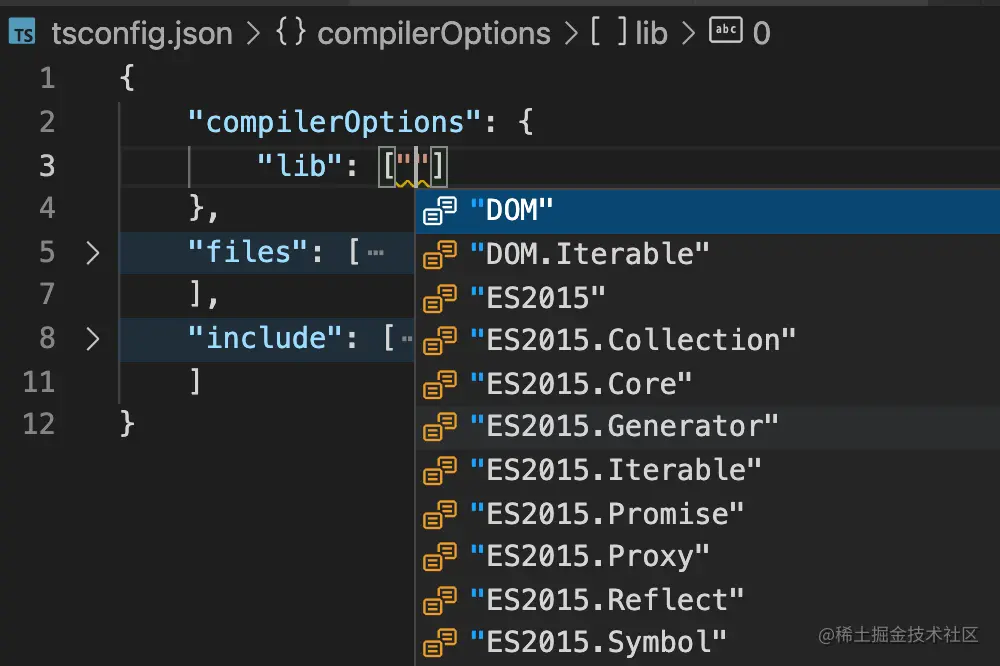 TS tsconfig.json > {} compilerOptions > [ ] lib > abc 0
1 {
2 "compilerOptions": {
3 "lib": [""]
4 },
5 > "files": [ ⋯
7 ],
8 > "include": [ ⋯
11 ]
12 }
"DOM"
"DOM.Iterable"
"ES2015"
"ES2015.Collection"
"ES2015.Core"
"ES2015.Generator"
"ES2015.Iterable"
"ES2015.Promise"
"ES2015.Proxy"
"ES2015.Reflect"
"ES2015.Symbol"
@稀土掘金技术社区